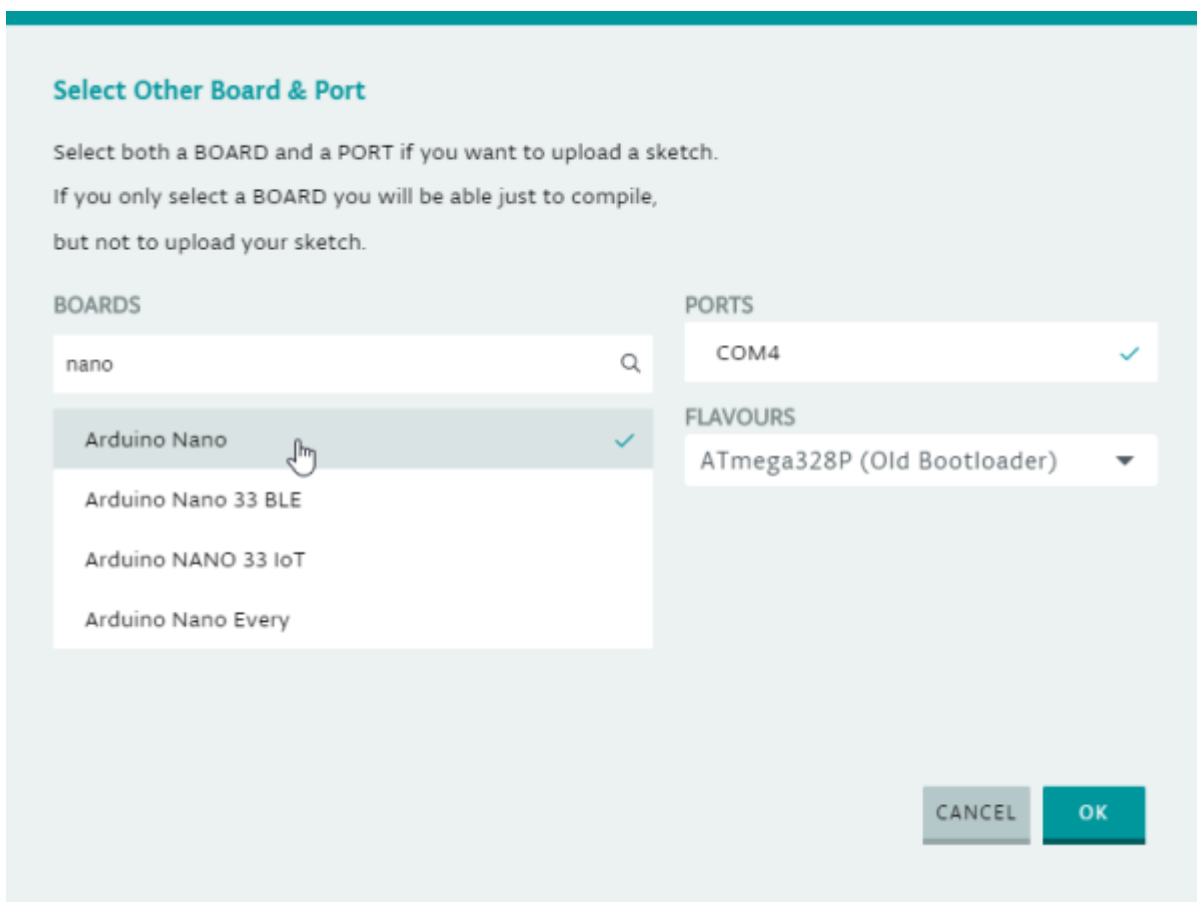 Select Other Board & Port
Select both a BOARD and a PORT if you want to upload a sketch.
If you only select a BOARD you will be able just to compile,
but not to upload your sketch.
BOARDS
nano
Arduino Nano
Arduino Nano 33 BLE
Arduino NANO 33 IoT
Arduino Nano Every
PORTS
COM4
FLAVOURS
ATmega328P (Old Bootloader)
CANCEL
OK